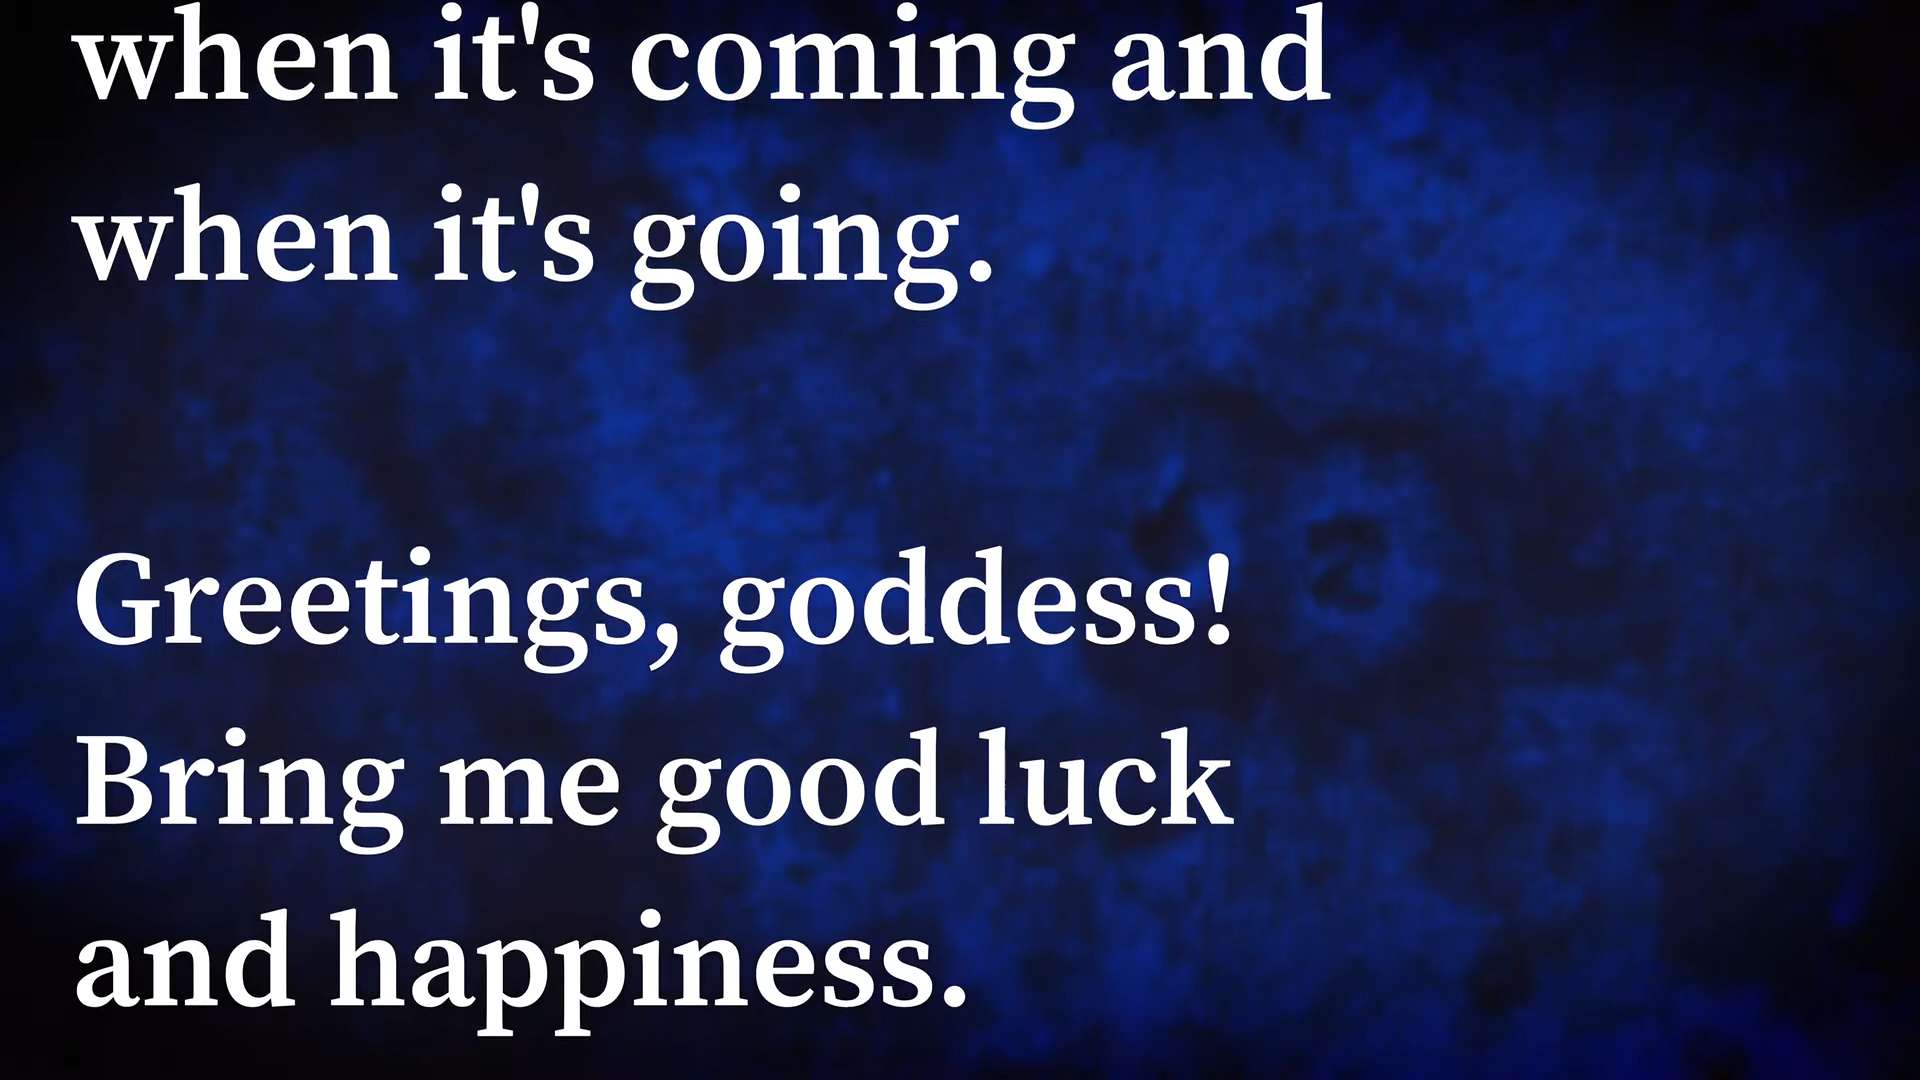 when it's coming and
when it's going.
Greetings, goddess!
Bring me good luck
and happiness.